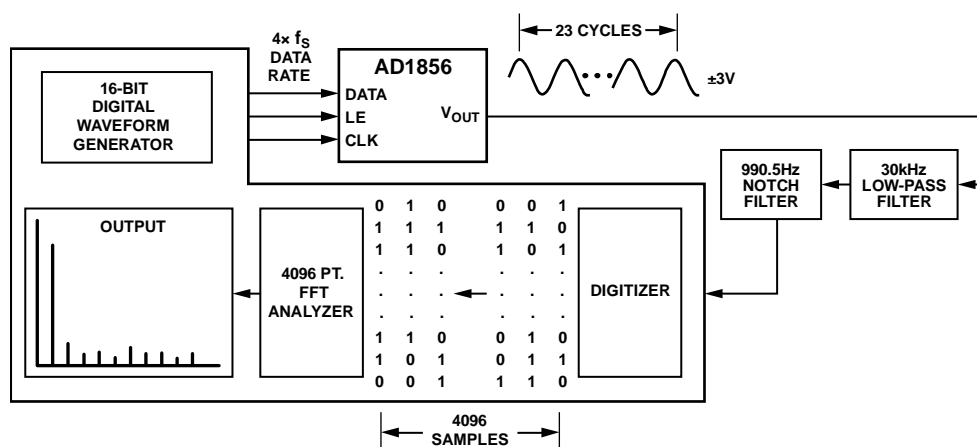 16-BIT
DIGITAL
WAVEFORM
GENERATOR
4× fS
DATA
RATE
AD1856
DATA
LE
CLK
VOUT
23 CYCLES
±3V
990.5Hz
NOTCH
FILTER
30kHz
LOW-PASS
FILTER
OUTPUT
4096 PT.
FFT
ANALYZER
0 1 0 0 0 1
1 1 1 1 1 0
1 1 0 1 0 1
. . . . . .
. . . . . .
. . . . . .
1 1 0 0 1 0
1 0 1 0 1 1
0 0 1 1 1 0
DIGITIZER
4096
SAMPLES